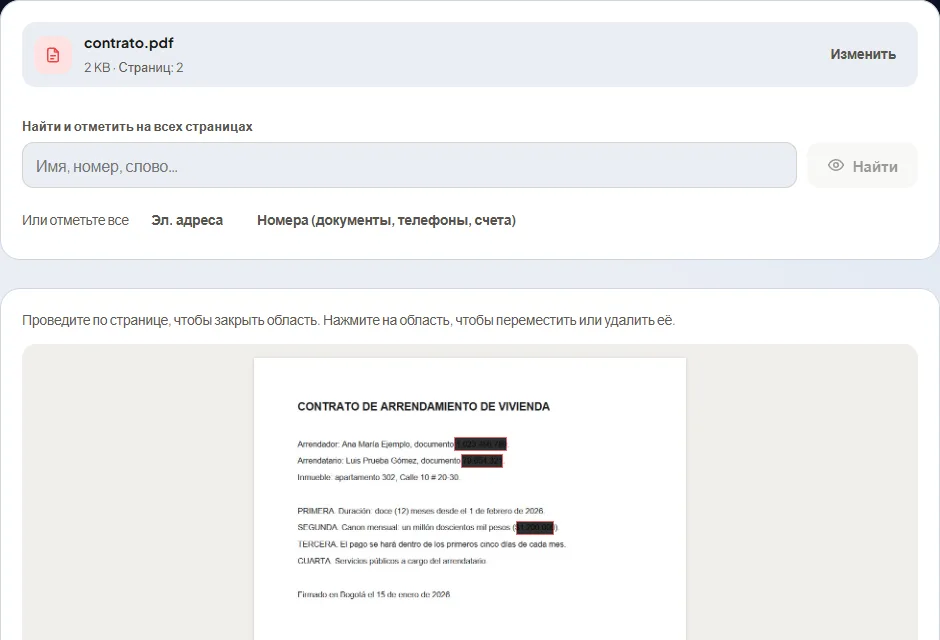 contrato.pdf
2 KB · Страниц: 2
Изменить
Найти и отметить на всех страницах
Имя, номер, слово...
Найти
Или отметьте все Эл. адреса Номера (документы, телефоны, счета)
Проведите по странице, чтобы закрыть область. Нажмите на область, чтобы переместить или удалить её.
CONTRATO DE ARRENDAMIENTO DE VIVIENDA
Arrendador: Ana María Ejemplo, documento
Arrendatario: Luis Prueba Gómez, documento
Inmueble: apartamento 302, Calle 10 # 20-30.
PRIMERA. Duración: doce (12) meses desde el 1 de febrero de 2026.
SEGUNDA. Canon mensual: un millón doscientos mil pesos (
TERCERA. El pago se hará dentro de los primeros cinco días de cada mes.
CUARTA. Servicios públicos a cargo del arrendatario.
Firmado en Bogotá el 15 de enero de 2026.